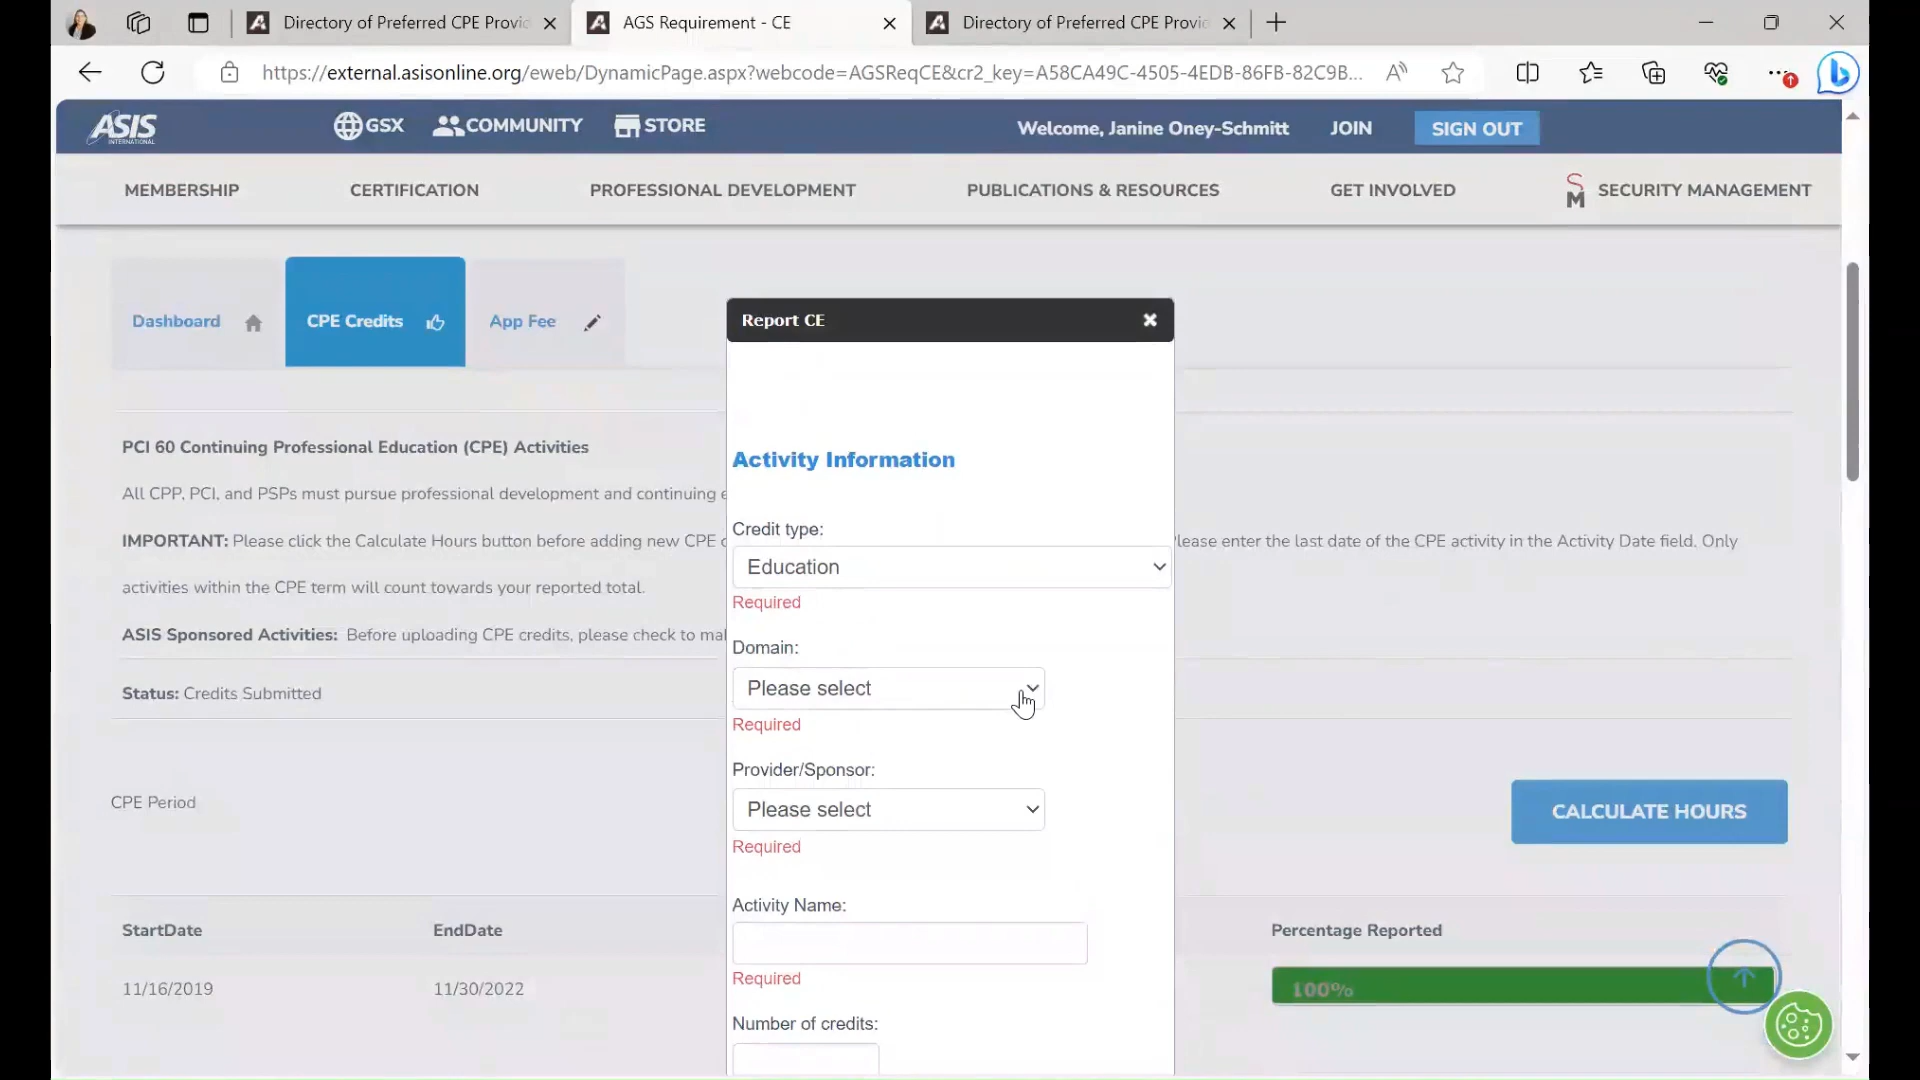 Directory of Preferred CPE Provid
AGS Requirement - CE
Directory of Preferred CPE Provid
https://external.asisonline.org/eweb/DynamicPage.aspx?webcode=AGSReqCE&cr2_key=A58CA49C-4505-4EDB-86FB-82C9B...
ASIS
INTERNATIONAL
GSX
COMMUNITY
STORE
Welcome, Janine Oney-Schmitt
JOIN
SIGN OUT
MEMBERSHIP
CERTIFICATION
PROFESSIONAL DEVELOPMENT
PUBLICATIONS & RESOURCES
GET INVOLVED
SM
SECURITY MANAGEMENT
Dashboard
CPE Credits
App Fee
Report CE
PCI 60 Continuing Professional Education (CPE) Activities
All CPP, PCI, and PSPs must pursue professional development and continuing e
IMPORTANT: Please click the Calculate Hours button before adding new CPE c
Please enter the last date of the CPE activity in the Activity Date field. Only
activities within the CPE term will count towards your reported total.
ASIS Sponsored Activities: Before uploading CPE credits, please check to mal
Status: Credits Submitted
CPE Period
CALCULATE HOURS
StartDate
EndDate
Percentage Reported
11/16/2019
11/30/2022
100%
Activity Information
Credit type:
Education
Required
Domain:
Please select
Required
Provider/Sponsor:
Please select
Required
Activity Name:
Required
Number of credits: